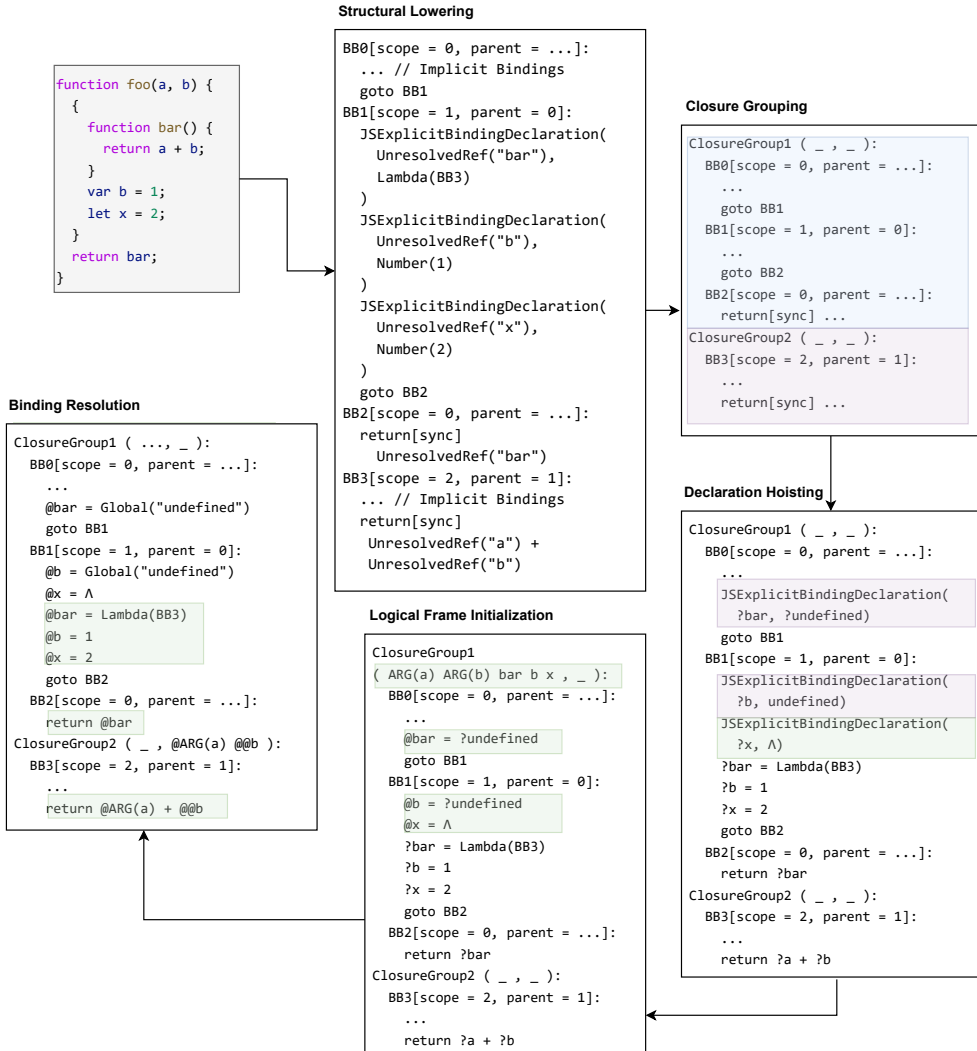 Structural Lowering
function foo(a, b) {
{
function bar() {
return a + b;
}
var b = 1;
let x = 2;
}
return bar;
}
BB0[scope = 0, parent = ...]:
... // Implicit Bindings
goto BB1
BB1[scope = 1, parent = 0]:
JSExplicitBindingDeclaration(
UnresolvedRef("bar"),
Lambda(BB3)
)
JSExplicitBindingDeclaration(
UnresolvedRef("b"),
Number(1)
)
JSExplicitBindingDeclaration(
UnresolvedRef("x"),
Number(2)
)
goto BB2
BB2[scope = 0, parent = ...]:
return[sync]
UnresolvedRef("bar")
BB3[scope = 2, parent = 1]:
... // Implicit Bindings
return[sync]
UnresolvedRef("a") +
UnresolvedRef("b")
Closure Grouping
ClosureGroup1 ( _ , _ ):
BB0[scope = 0, parent = ...]:
...
goto BB1
BB1[scope = 1, parent = 0]:
...
goto BB2
BB2[scope = 0, parent = ...]:
return[sync] ...
ClosureGroup2 ( _ , _ ):
BB3[scope = 2, parent = 1]:
...
return[sync] ...
Declaration Hoisting
ClosureGroup1 ( _ , _ ):
BB0[scope = 0, parent = ...]:
...
JSExplicitBindingDeclaration(
?bar, ?undefined)
goto BB1
BB1[scope = 1, parent = 0]:
JSExplicitBindingDeclaration(
?b, undefined)
JSExplicitBindingDeclaration(
?x, Λ)
?bar = Lambda(BB3)
?b = 1
?x = 2
goto BB2
BB2[scope = 0, parent = ...]:
return ?bar
ClosureGroup2 ( _ , _ ):
BB3[scope = 2, parent = 1]:
...
return ?a + ?b
Logical Frame Initialization
ClosureGroup1
( ARG(a) ARG(b) bar b x , _ ):
BB0[scope = 0, parent = ...]:
...
@bar = ?undefined
goto BB1
BB1[scope = 1, parent = 0]:
@b = ?undefined
@x = Λ
?bar = Lambda(BB3)
?b = 1
?x = 2
goto BB2
BB2[scope = 0, parent = ...]:
return ?bar
ClosureGroup2 ( _ , _ ):
BB3[scope = 2, parent = 1]:
...
return ?a + ?b
Binding Resolution
ClosureGroup1 ( ..., _ ):
BB0[scope = 0, parent = ...]:
...
@bar = Global("undefined")
goto BB1
BB1[scope = 1, parent = 0]:
@b = Global("undefined")
@x = Λ
@bar = Lambda(BB3)
@b = 1
@x = 2
goto BB2
BB2[scope = 0, parent = ...]:
return @bar
ClosureGroup2 ( _ , @ARG(a) @@b ):
BB3[scope = 2, parent = 1]:
...
return @ARG(a) + @@b